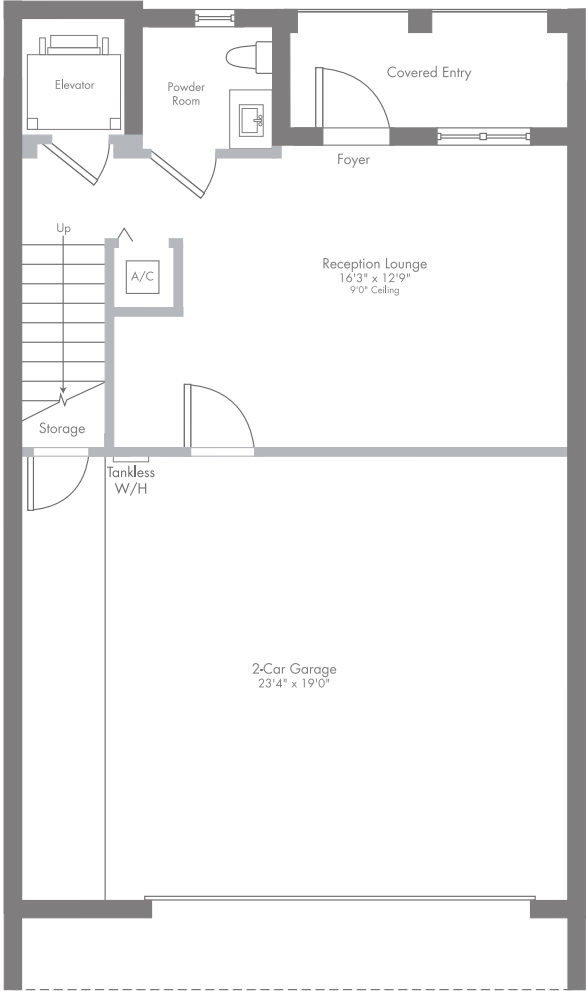 Elevator
Powder
Room
Covered Entry
Foyer
Up
A/C
Reception Lounge
16'3" x 12'9"
9'0" Ceiling
Storage
Tankless
W/H
2-Car Garage
23'4" x 19'0"